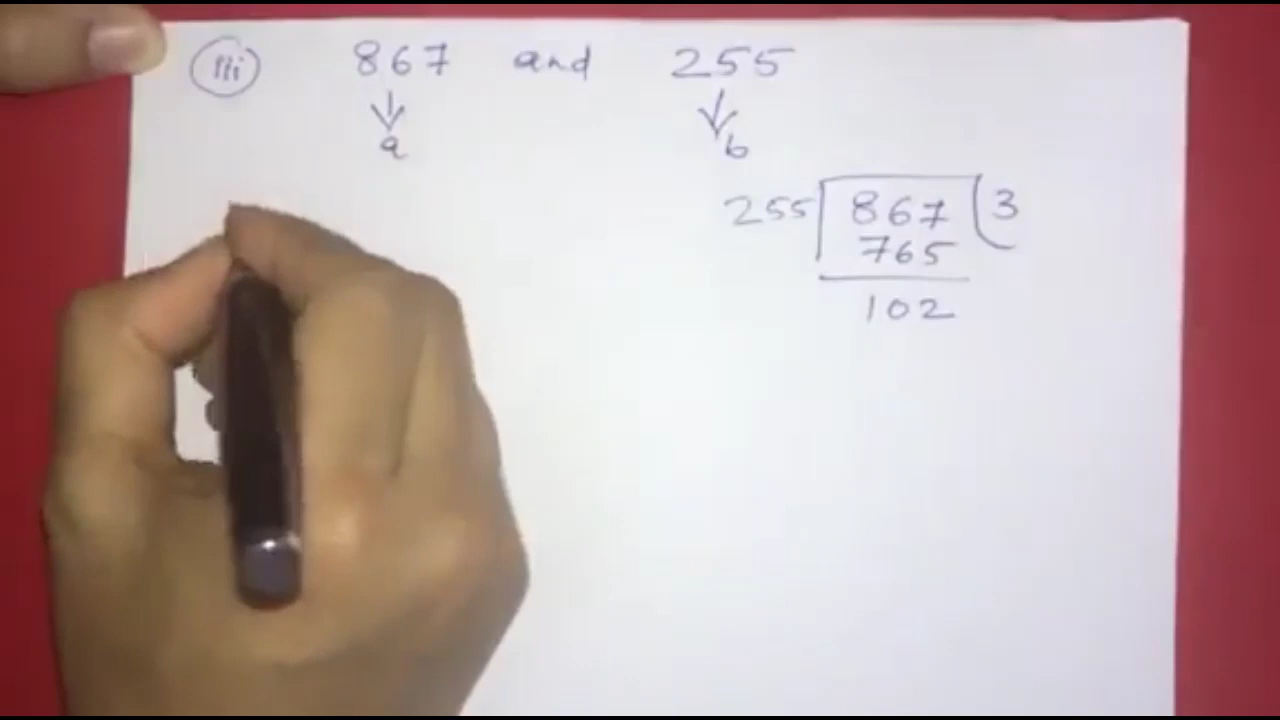 iii 867 and 255
↓ ↓
a b
255 867 3
765
102